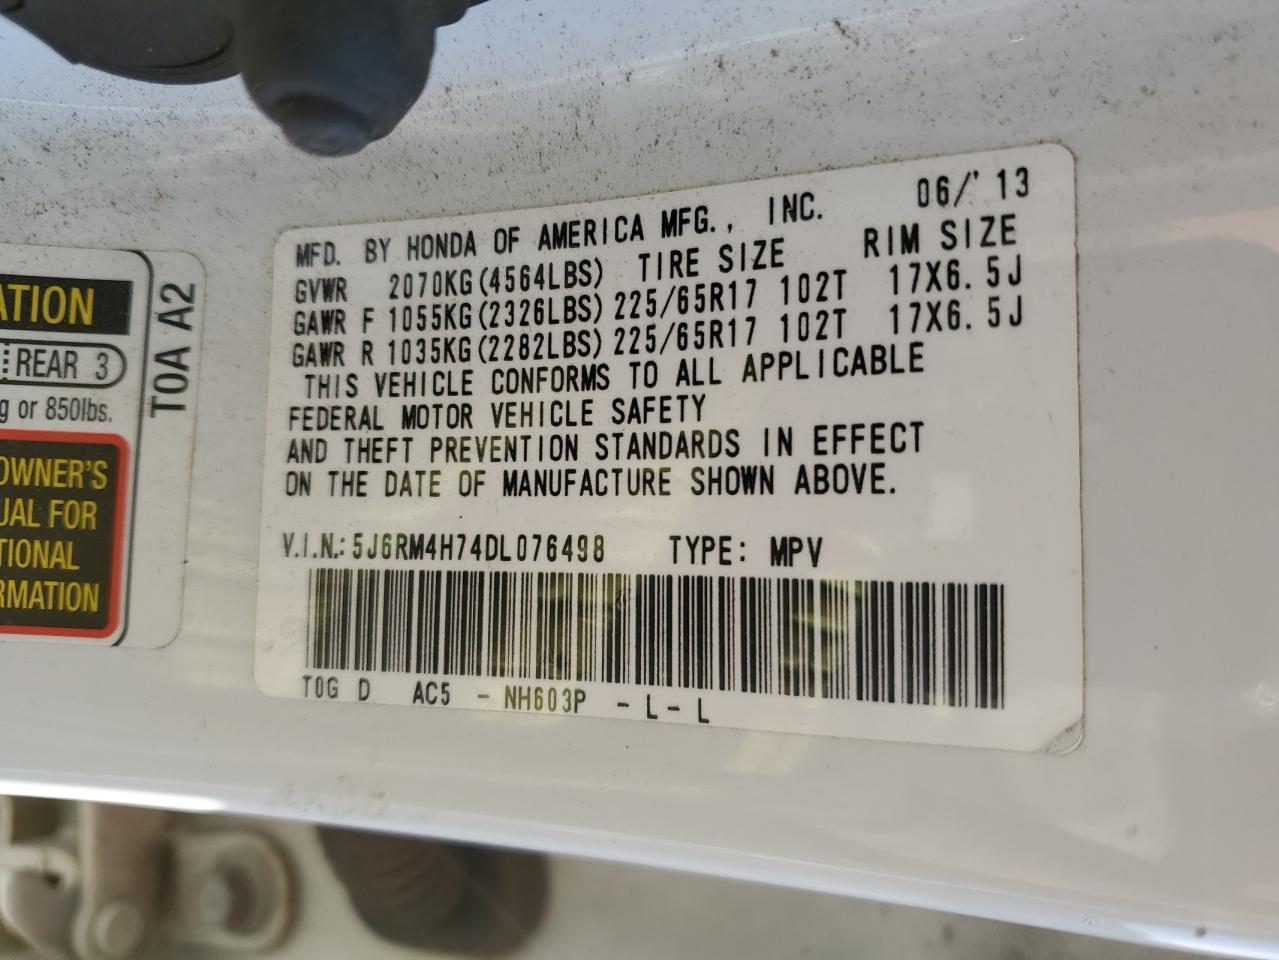 MFD. BY HONDA OF AMERICA MFG., INC. 06/'13
GVWR 2070KG(4564LBS) TIRE SIZE RIM SIZE
GAWR F 1055KG(2326LBS) 225/65R17 102T 17X6.5J
GAWR R 1035KG(2282LBS) 225/65R17 102T 17X6.5J
THIS VEHICLE CONFORMS TO ALL APPLICABLE
FEDERAL MOTOR VEHICLE SAFETY
AND THEFT PREVENTION STANDARDS IN EFFECT
ON THE DATE OF MANUFACTURE SHOWN ABOVE.
V.I.N.: 5J6RM4H74DL076498 TYPE: MPV
T0G D AC5 - NH603P - L - L
ATION
REAR 3
g or 850lbs.
OWNER'S
UAL FOR
TIONAL
RMATION
T0A A2